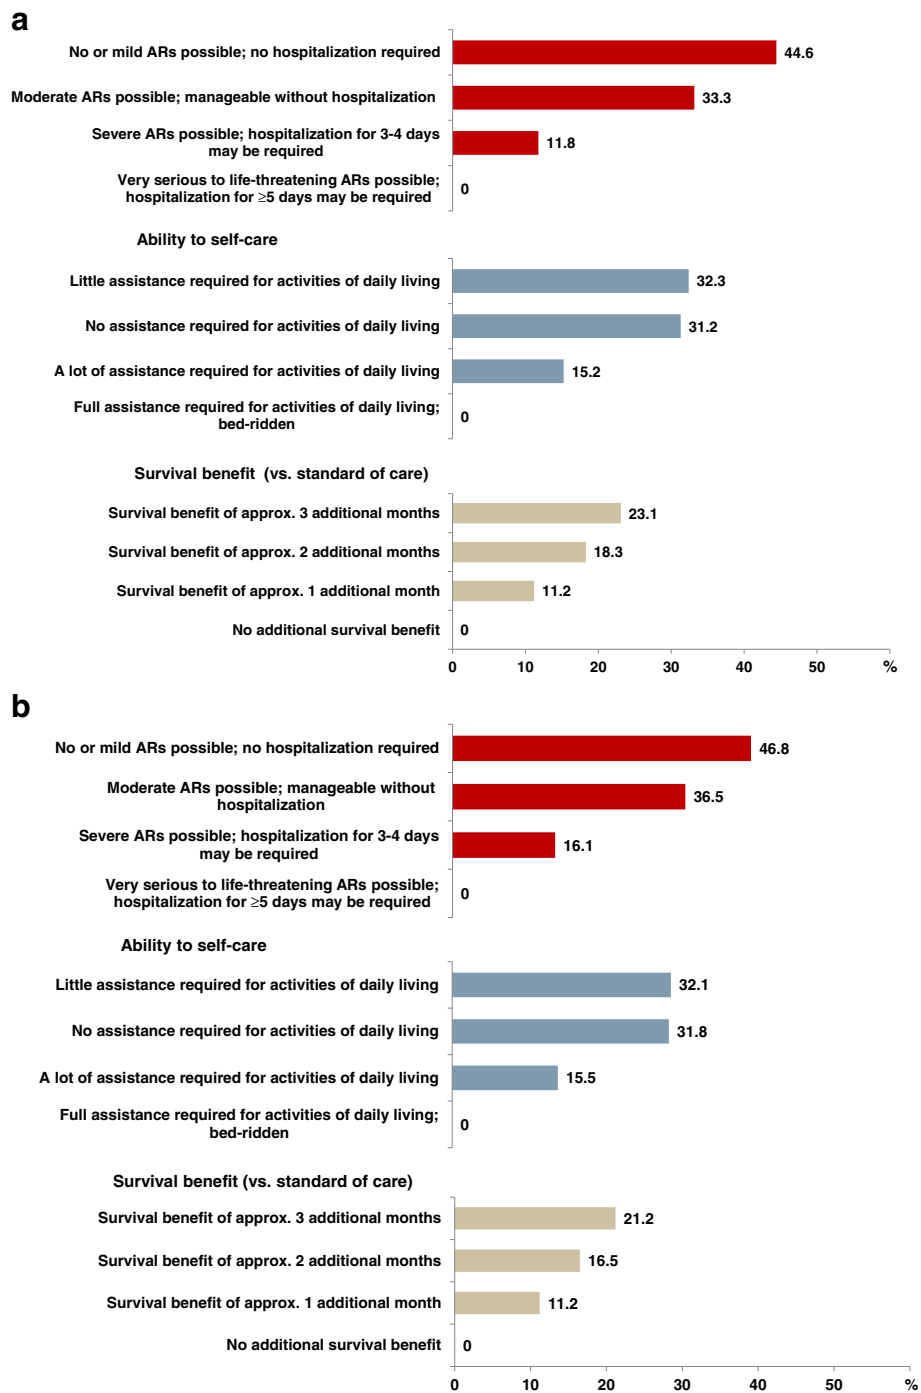 a
No or mild ARs possible; no hospitalization required 44.6
Moderate ARs possible; manageable without hospitalization 33.3
Severe ARs possible; hospitalization for 3-4 days
may be required 11.8
Very serious to life-threatening ARs possible;
hospitalization for ≥5 days may be required 0
Ability to self-care
Little assistance required for activities of daily living 32.3
No assistance required for activities of daily living 31.2
A lot of assistance required for activities of daily living 15.2
Full assistance required for activities of daily living;
bed-ridden 0
Survival benefit (vs. standard of care)
Survival benefit of approx. 3 additional months 23.1
Survival benefit of approx. 2 additional months 18.3
Survival benefit of approx. 1 additional month 11.2
No additional survival benefit 0
0 10 20 30 40 50 %
b
No or mild ARs possible; no hospitalization required 46.8
Moderate ARs possible; manageable without
hospitalization 36.5
Severe ARs possible; hospitalization for 3-4 days
may be required 16.1
Very serious to life-threatening ARs possible;
hospitalization for ≥5 days may be required 0
Ability to self-care
Little assistance required for activities of daily living 32.1
No assistance required for activities of daily living 31.8
A lot of assistance required for activities of daily living 15.5
Full assistance required for activities of daily living;
bed-ridden 0
Survival benefit (vs. standard of care)
Survival benefit of approx. 3 additional months 21.2
Survival benefit of approx. 2 additional months 16.5
Survival benefit of approx. 1 additional month 11.2
No additional survival benefit 0
0 10 20 30 40 50 %